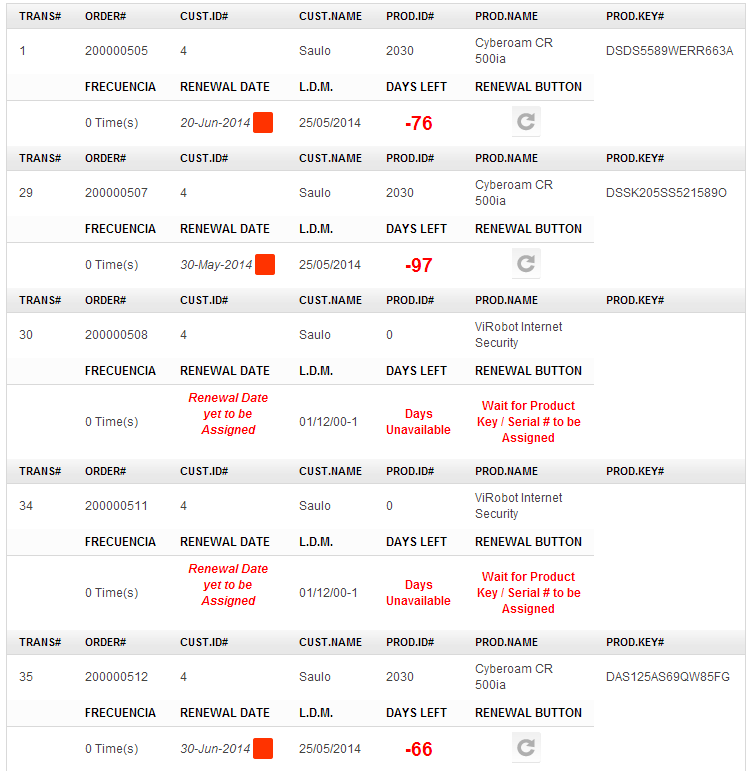 TRANS# ORDER# CUST.ID# CUST.NAME PROD.ID# PROD.NAME PROD.KEY#
1 200000505 4 Saulo 2030 Cyberoam CR 500ia DSDS5589WERR663A
FRECUENCIA RENEWAL DATE L.D.M. DAYS LEFT RENEWAL BUTTON
0 Time(s) 20-Jun-2014 25/05/2014 -76
TRANS# ORDER# CUST.ID# CUST.NAME PROD.ID# PROD.NAME PROD.KEY#
29 200000507 4 Saulo 2030 Cyberoam CR 500ia DSSK205SS521589O
FRECUENCIA RENEWAL DATE L.D.M. DAYS LEFT RENEWAL BUTTON
0 Time(s) 30-May-2014 25/05/2014 -97
TRANS# ORDER# CUST.ID# CUST.NAME PROD.ID# PROD.NAME PROD.KEY#
30 200000508 4 Saulo 0 ViRobot Internet Security
FRECUENCIA RENEWAL DATE L.D.M. DAYS LEFT RENEWAL BUTTON
0 Time(s) Renewal Date yet to be Assigned 01/12/00-1 Days Unavailable Wait for Product Key / Serial # to be Assigned
TRANS# ORDER# CUST.ID# CUST.NAME PROD.ID# PROD.NAME PROD.KEY#
34 200000511 4 Saulo 0 ViRobot Internet Security
FRECUENCIA RENEWAL DATE L.D.M. DAYS LEFT RENEWAL BUTTON
0 Time(s) Renewal Date yet to be Assigned 01/12/00-1 Days Unavailable Wait for Product Key / Serial # to be Assigned
TRANS# ORDER# CUST.ID# CUST.NAME PROD.ID# PROD.NAME PROD.KEY#
35 200000512 4 Saulo 2030 Cyberoam CR 500ia DAS125AS69QW85FG
FRECUENCIA RENEWAL DATE L.D.M. DAYS LEFT RENEWAL BUTTON
0 Time(s) 30-Jun-2014 25/05/2014 -66